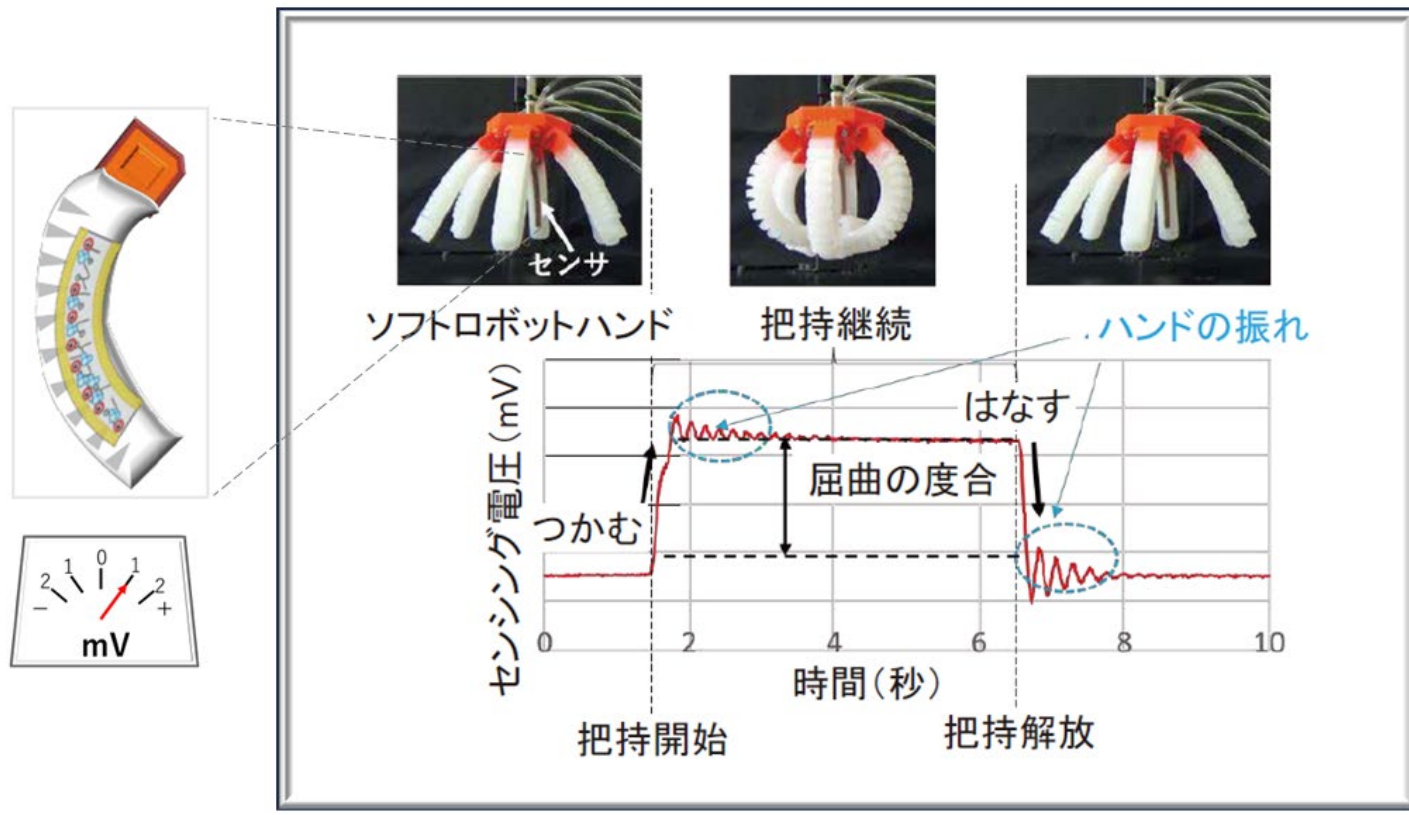 センサ
ソフトロボットハンド
把持継続
ハンドの振れ
はなす
屈曲の度合
つかむ
センシング電圧(mV)
0 2 4 6 8 10
時間(秒)
把持開始
把持解放
2 1 0 1 2
− +
mV